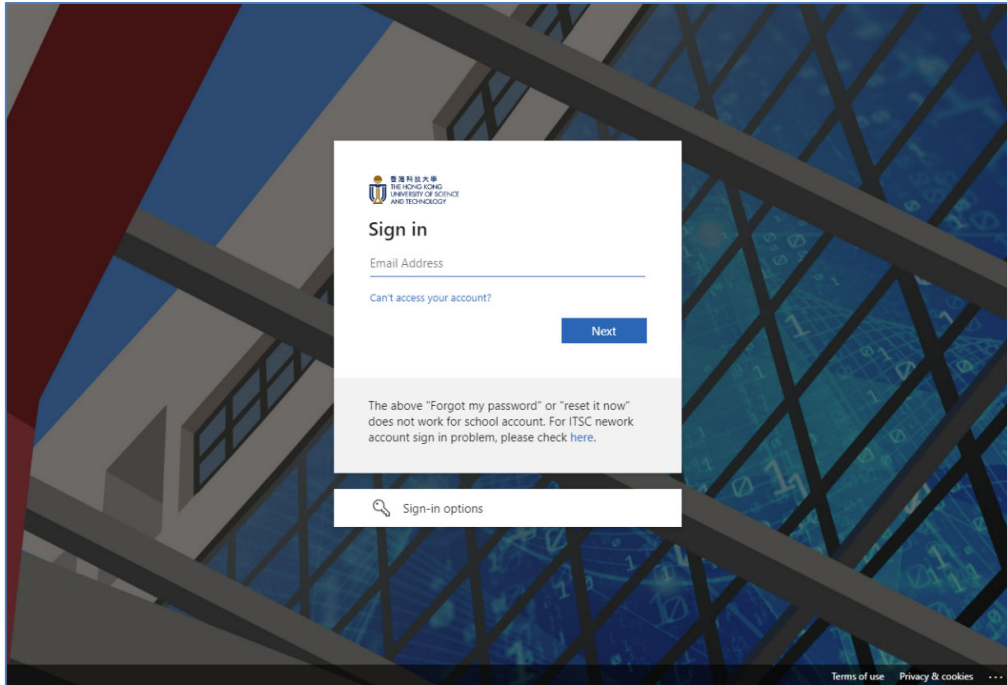 香港科技大學
THE HONG KONG
UNIVERSITY OF SCIENCE
AND TECHNOLOGY
Sign in
Email Address
Can't access your account?
Next
The above "Forgot my password" or "reset it now"
does not work for school account. For ITSC nework
account sign in problem, please check here.
Sign-in options
Terms of use Privacy & cookies ...